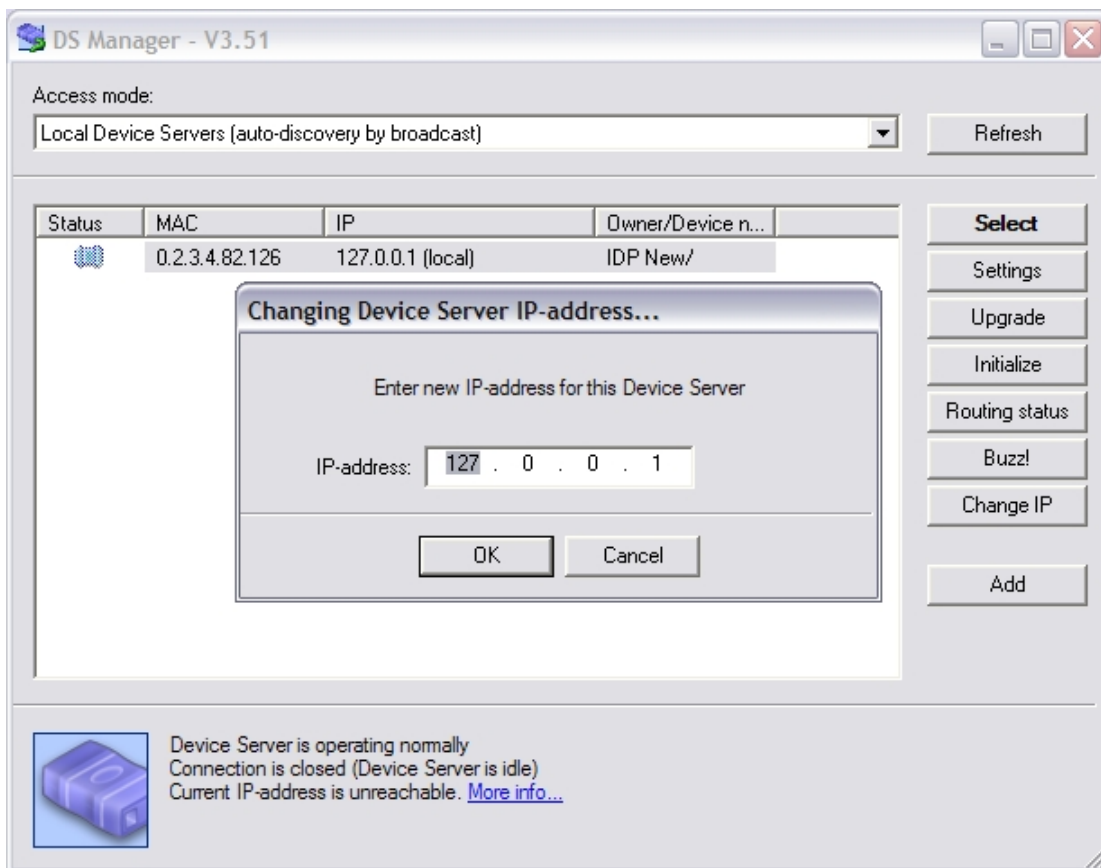 DS Manager - V3.51
Access mode:
Local Device Servers (auto-discovery by broadcast)
Refresh
Status MAC IP Owner/Device n...
0.2.3.4.82.126 127.0.0.1 (local) IDP New/
Select
Settings
Upgrade
Initialize
Routing status
Buzz!
Change IP
Add
Changing Device Server IP-address...
Enter new IP-address for this Device Server
IP-address: 127 . 0 . 0 . 1
OK Cancel
Device Server is operating normally
Connection is closed (Device Server is idle)
Current IP-address is unreachable. More info...